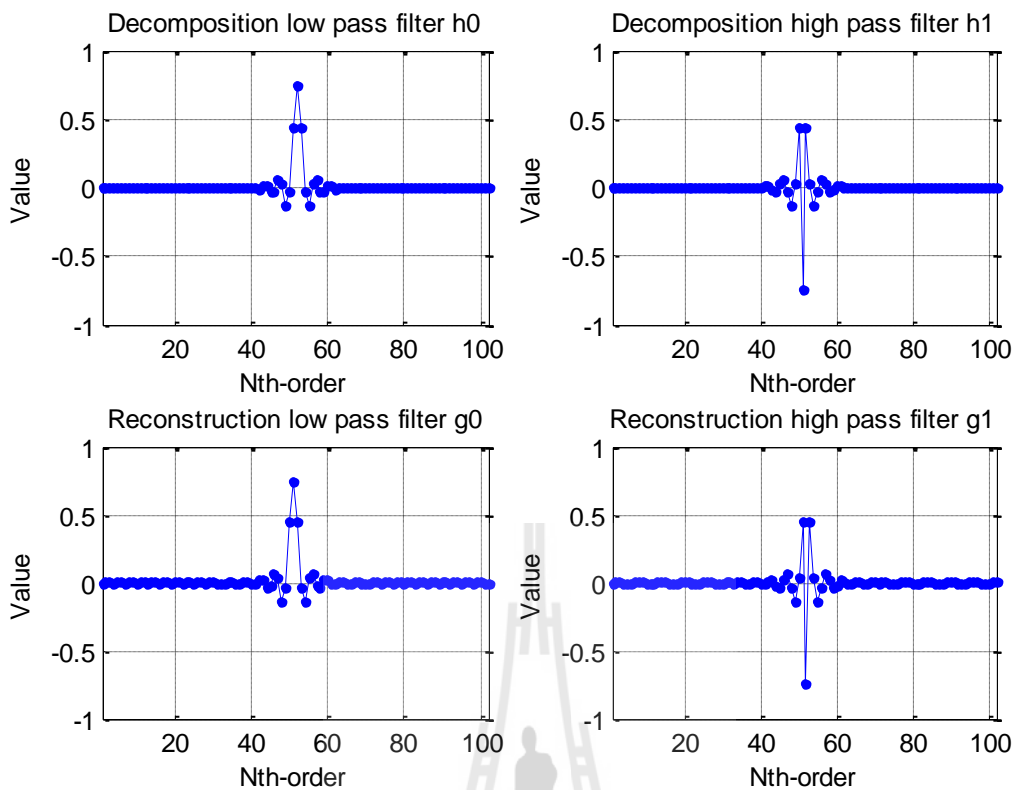 Decomposition low pass filter h0
1
0.5
0
-0.5
-1
Value
20 40 60 80 100
Nth-order
Decomposition high pass filter h1
1
0.5
0
-0.5
-1
Value
20 40 60 80 100
Nth-order
Reconstruction low pass filter g0
1
0.5
0
-0.5
-1
Value
20 40 60 80 100
Nth-order
Reconstruction high pass filter g1
1
0.5
0
-0.5
-1
Value
20 40 60 80 100
Nth-order